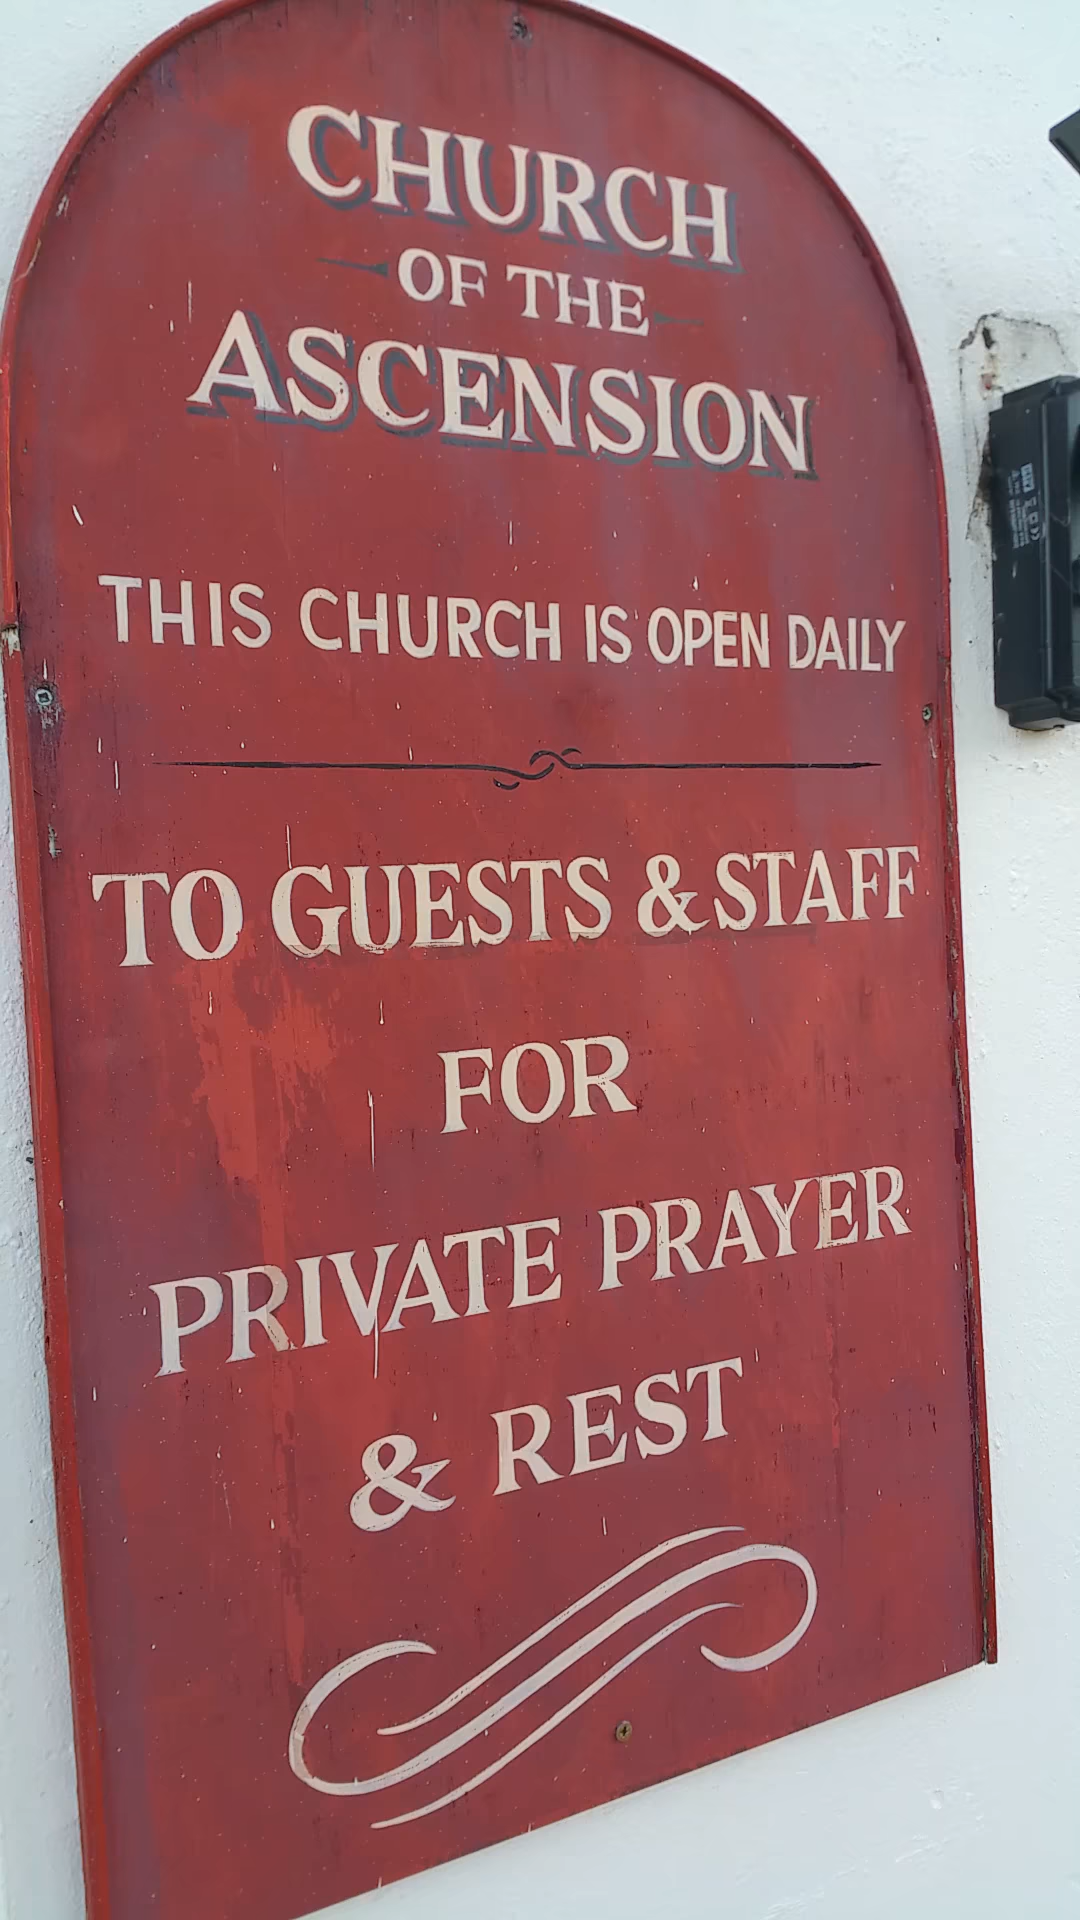 CHURCH
OF THE
ASCENSION
THIS CHURCH IS OPEN DAILY
TO GUESTS & STAFF
FOR
PRIVATE PRAYER
& REST